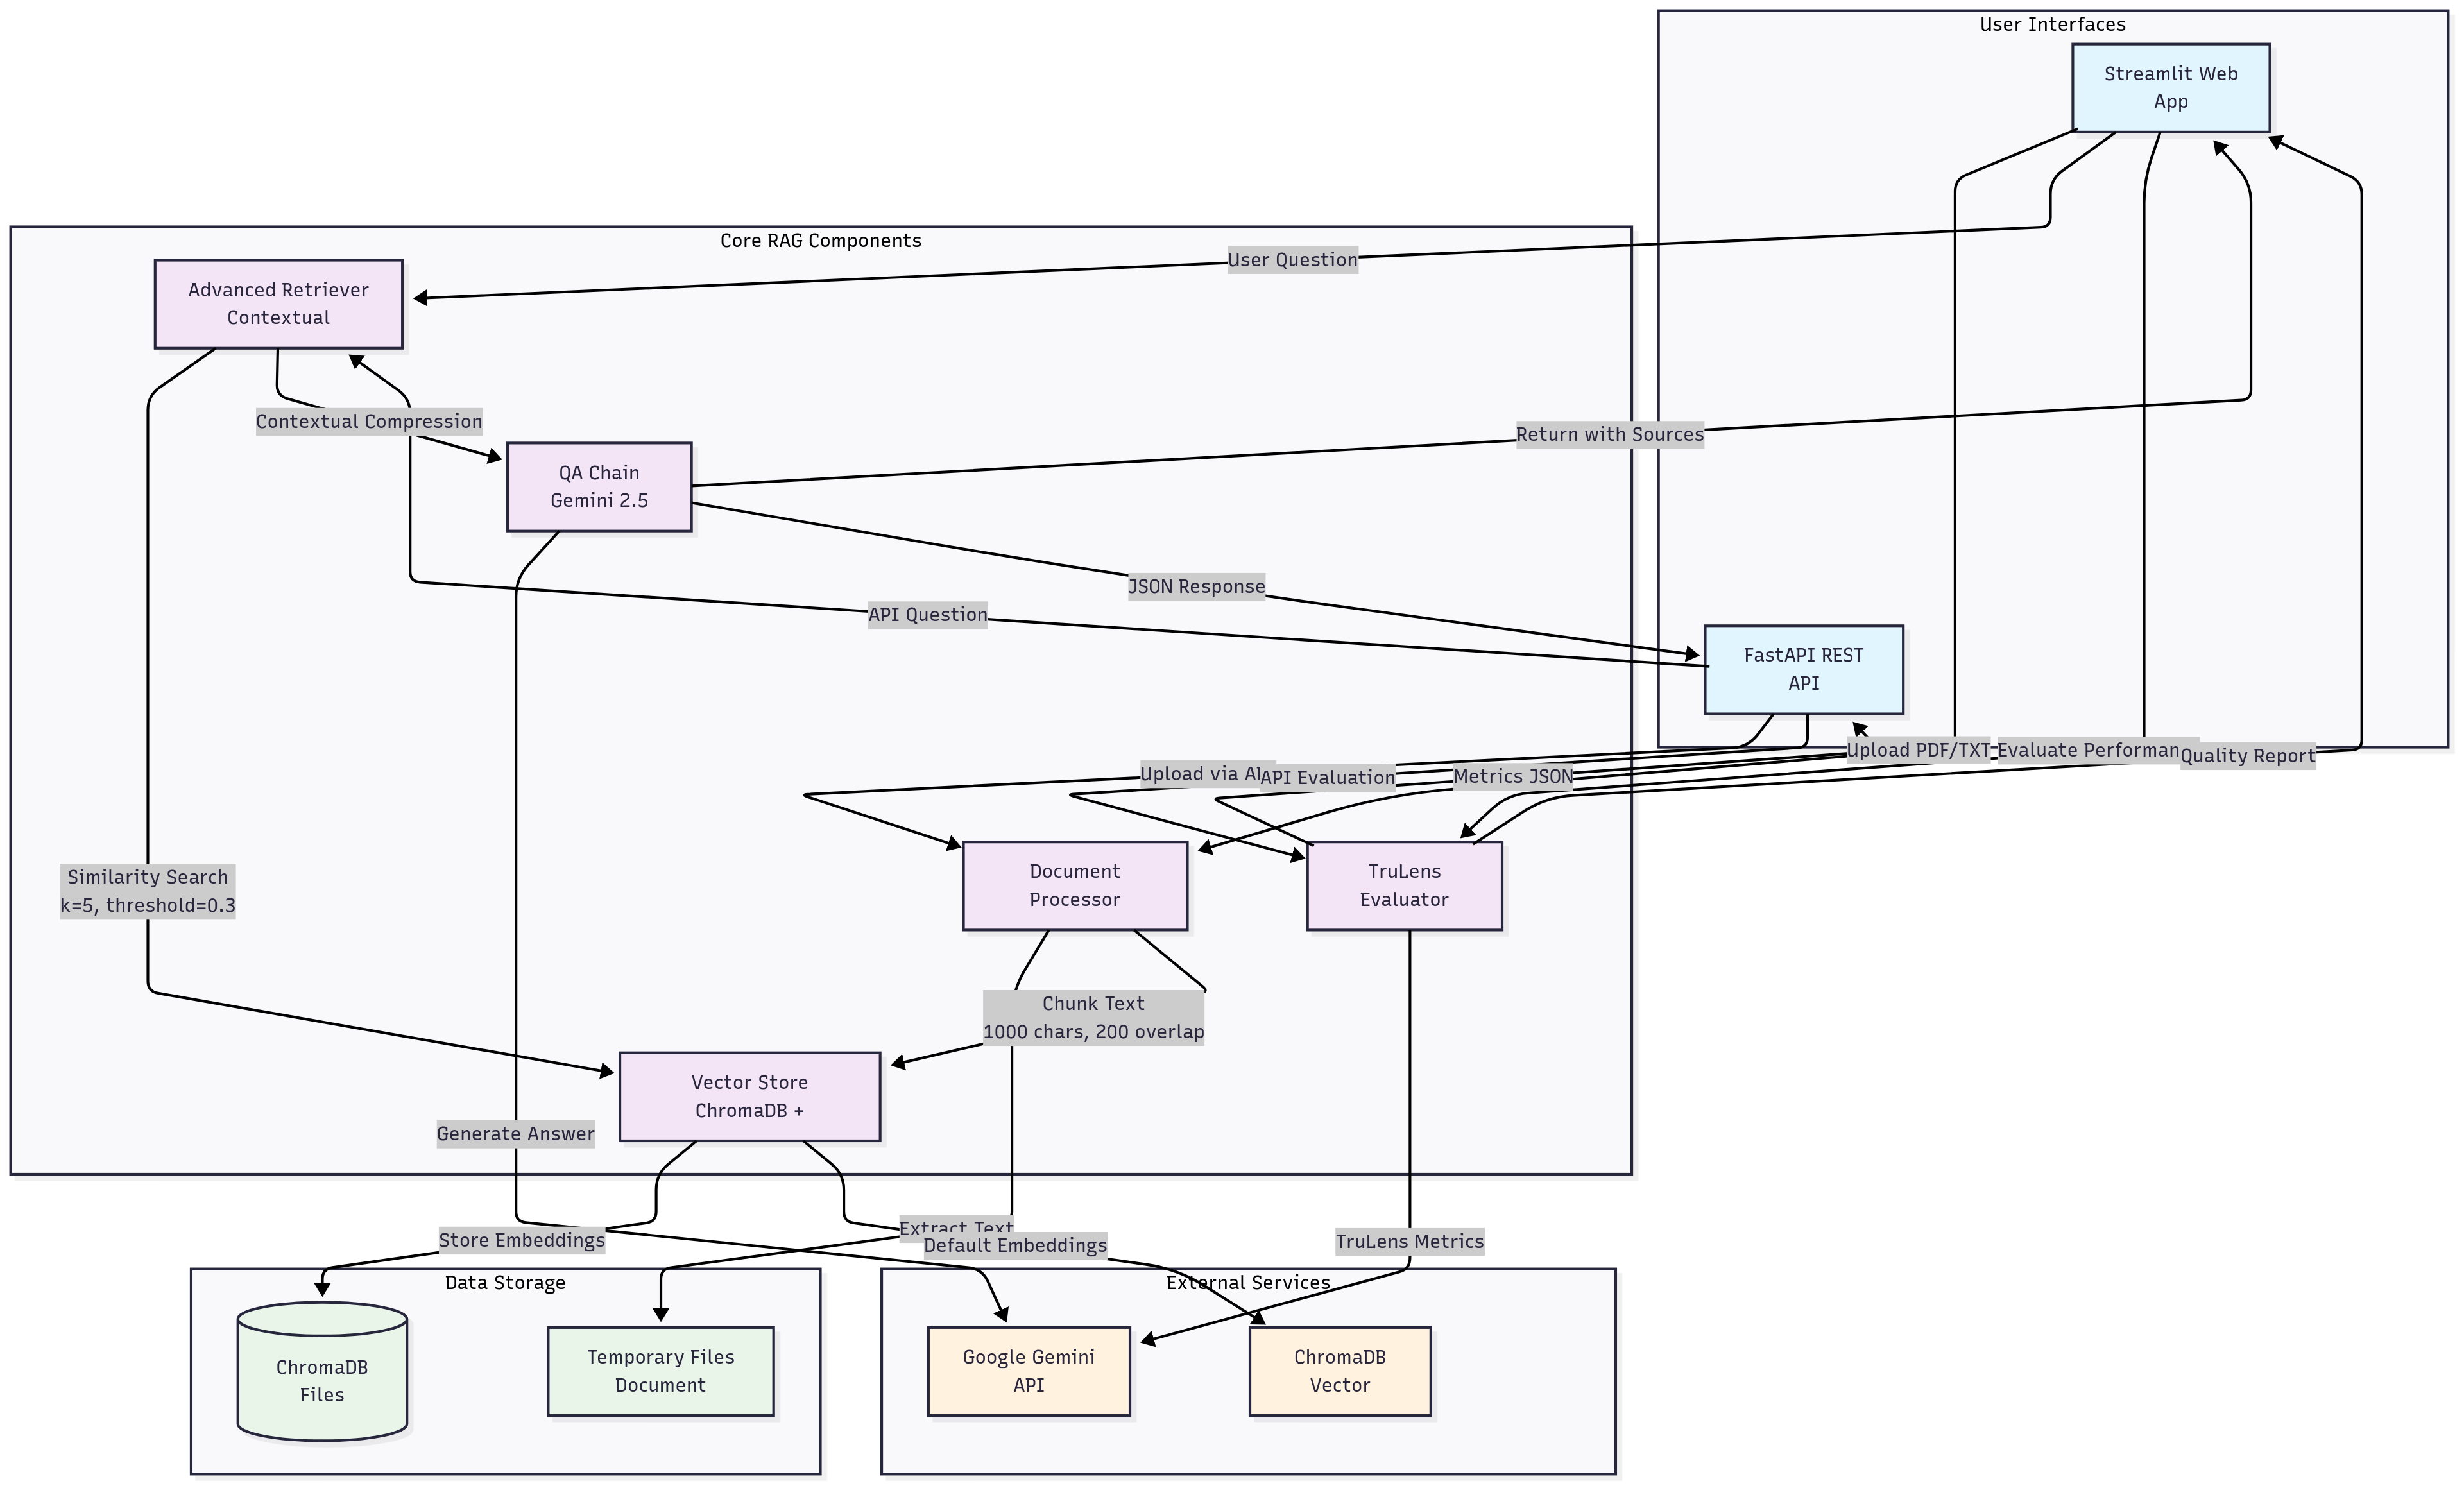 User Interfaces
Streamlit Web
App
Core RAG Components
User Question
Advanced Retriever
Contextual
Contextual Compression
Return with Sources
QA Chain
Gemini 2.5
JSON Response
API Question
FastAPI REST
API
Upload PDF/TXT
Evaluate Performan
Quality Report
Upload via
API Evaluation
Metrics JSON
Similarity Search
k=5, threshold=0.3
Document
Processor
TruLens
Evaluator
Chunk Text
1000 chars, 200 overlap
Vector Store
ChromaDB +
Generate Answer
Extract Text
Store Embeddings
Default Embeddings
TruLens Metrics
Data Storage
External Services
ChromaDB
Files
Temporary Files
Document
Google Gemini
API
ChromaDB
Vector